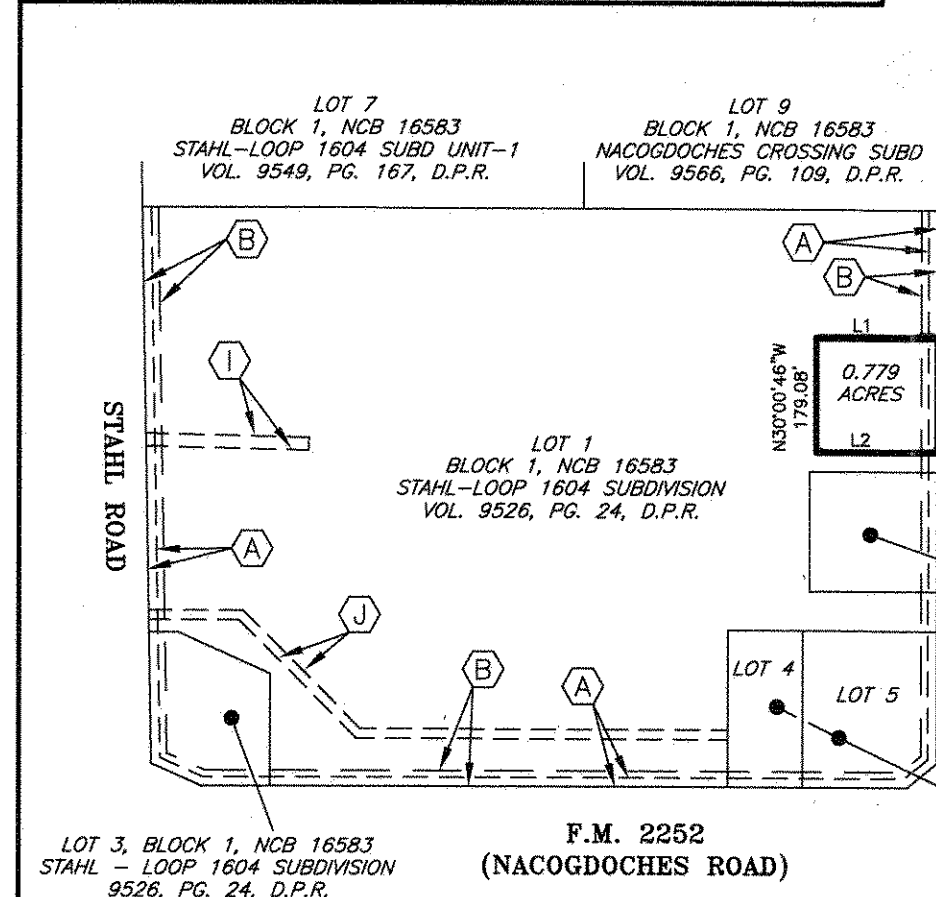 LOT 7
BLOCK 1, NCB 16583
STAHL-LOOP 1604 SUBD UNIT-1
VOL. 9549, PG. 167, D.P.R.
LOT 9
BLOCK 1, NCB 16583
NACOGDOCHES CROSSING SUBD
VOL. 9566, PG. 109, D.P.R.
B
A
B
L1
I
N30°00'46"W
179.08'
0.779
ACRES
L2
STAHL ROAD
LOT 1
BLOCK 1, NCB 16583
STAHL-LOOP 1604 SUBDIVISION
VOL. 9526, PG. 24, D.P.R.
A
J
B
A
LOT 4
LOT 5
LOT 3, BLOCK 1, NCB 16583
STAHL - LOOP 1604 SUBDIVISION
9526, PG. 24, D.P.R.
F.M. 2252
(NACOGDOCHES ROAD)